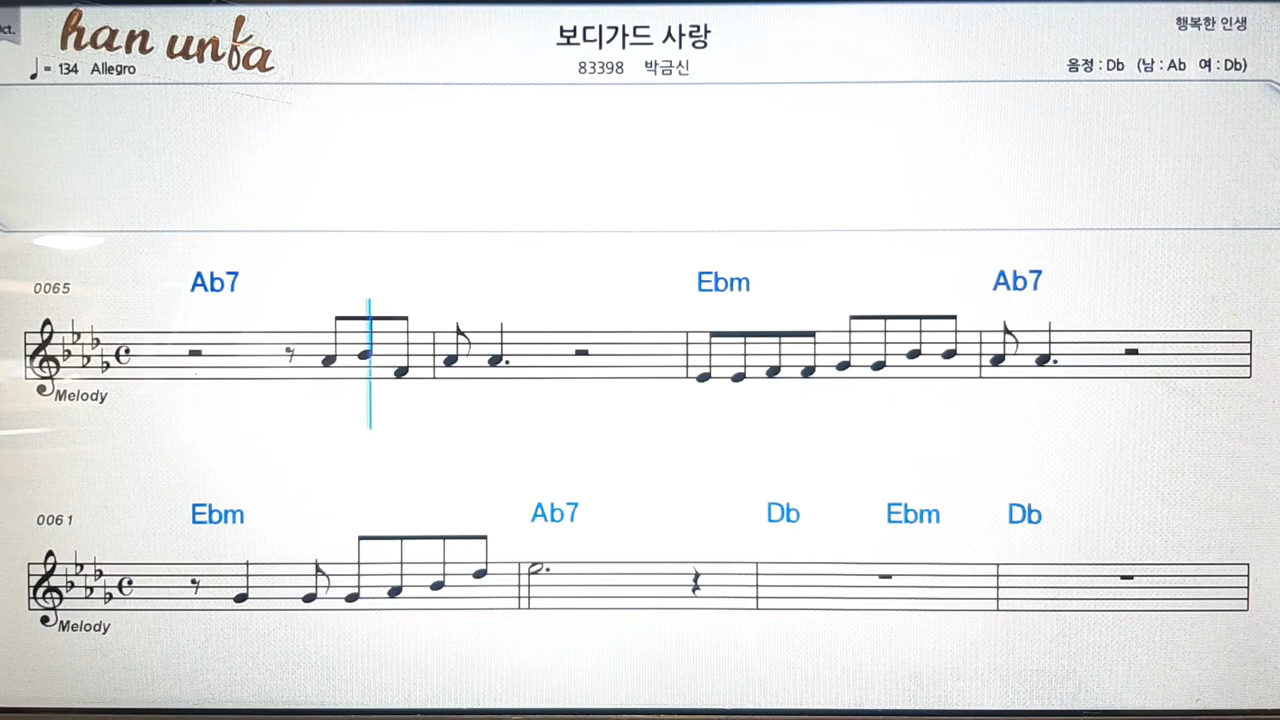 ct.
han unfa
보디가드 사랑
행복한 인생
♩= 134 Allegro
83398 박금신
음정 : Db (남 : Ab 여 : Db)
Ab7 Ebm Ab7
0065
Melody
Ebm Ab7 Db Ebm Db
0061
Melody